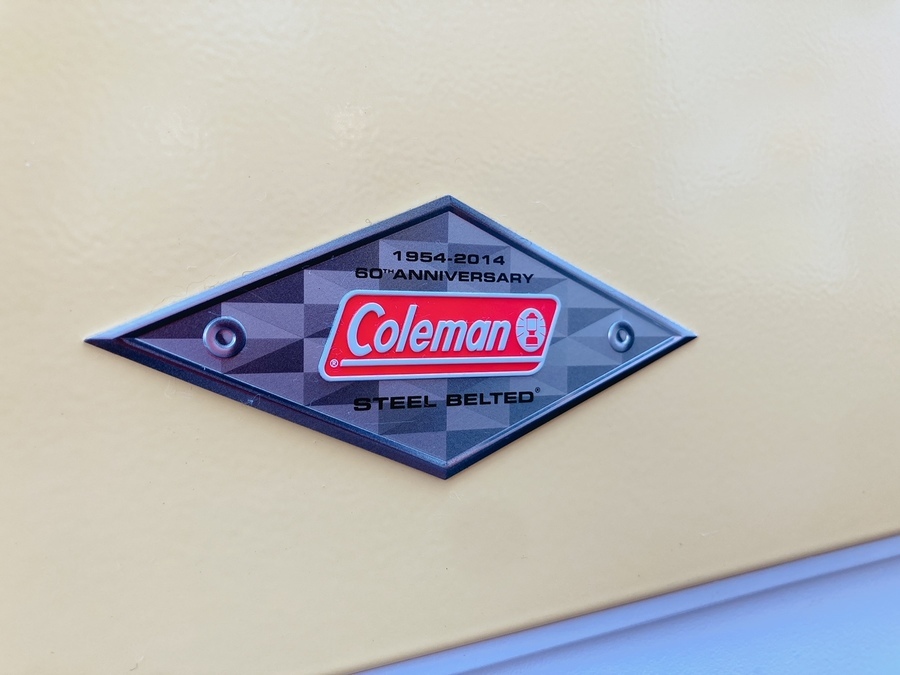 1954-2014
60TH ANNIVERSARY
Coleman
®
STEEL BELTED®